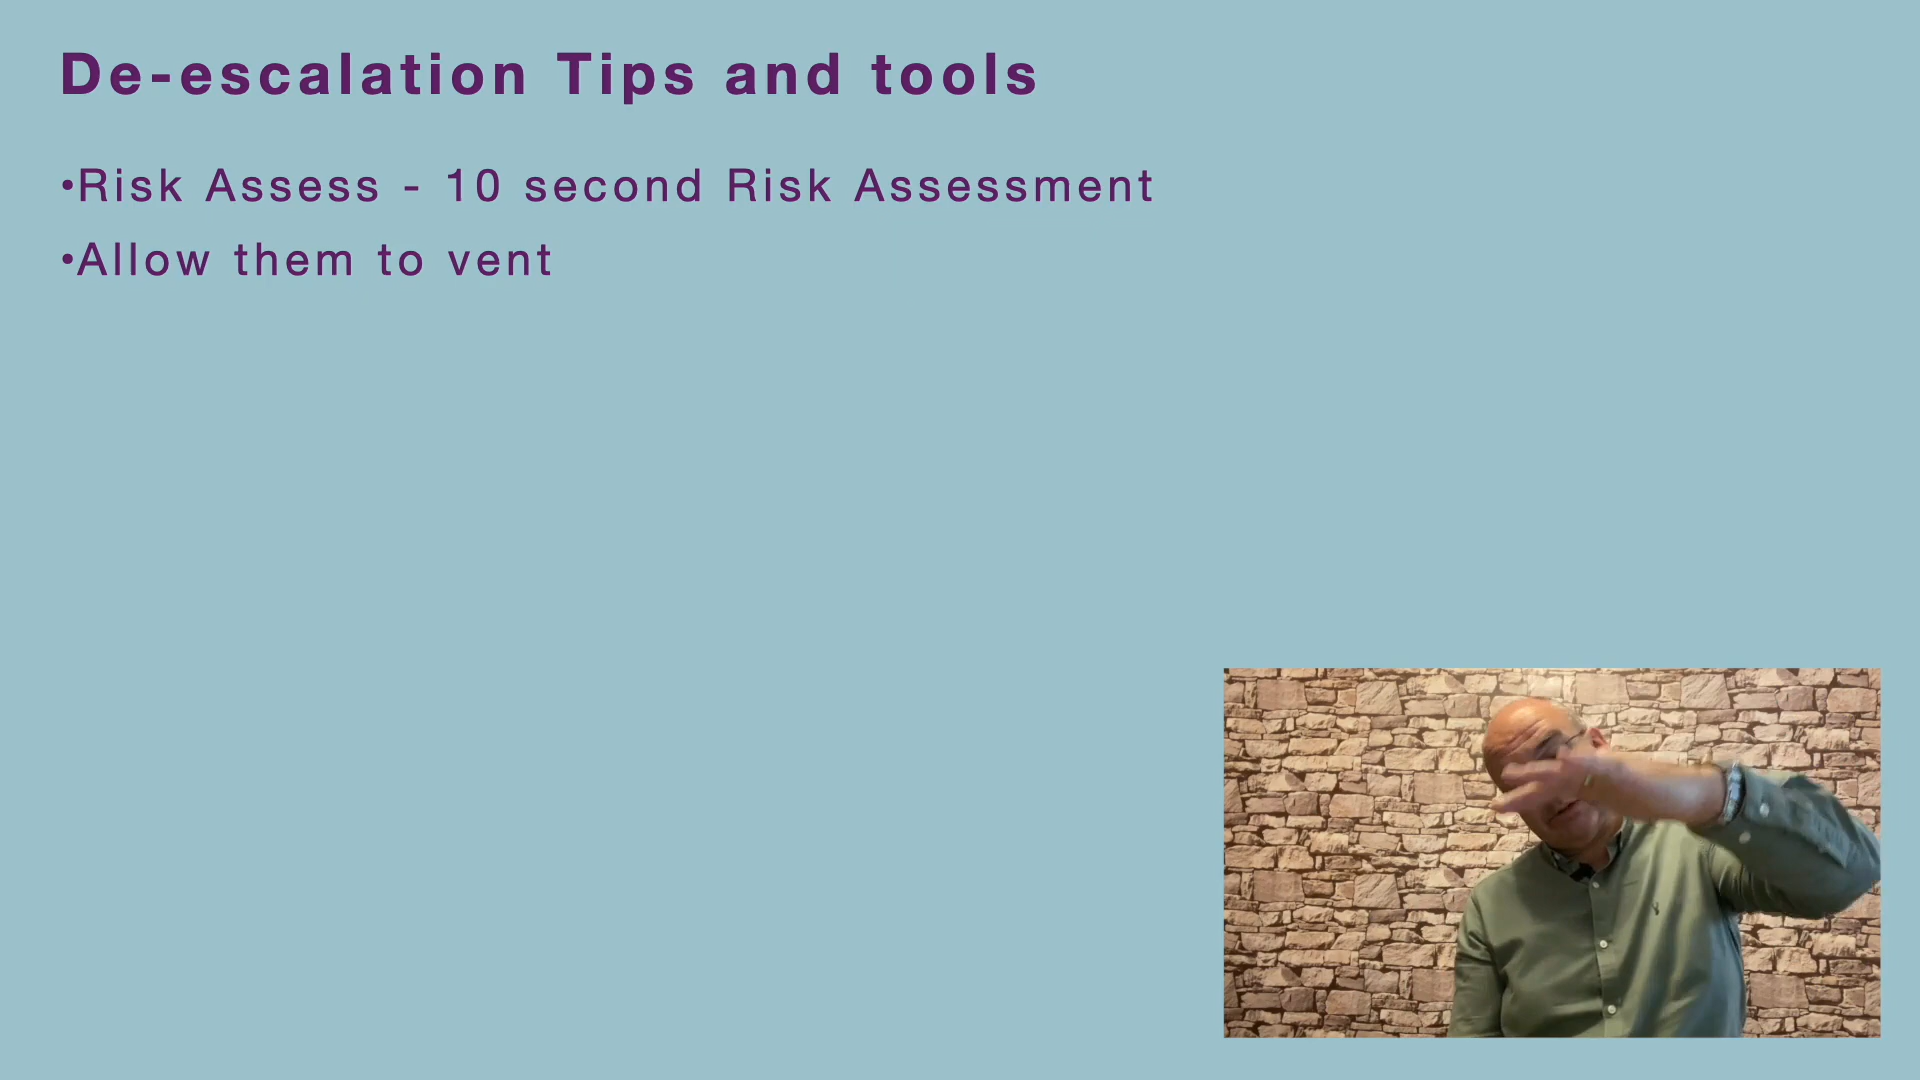 De-escalation Tips and tools
•Risk Assess - 10 second Risk Assessment
•Allow them to vent